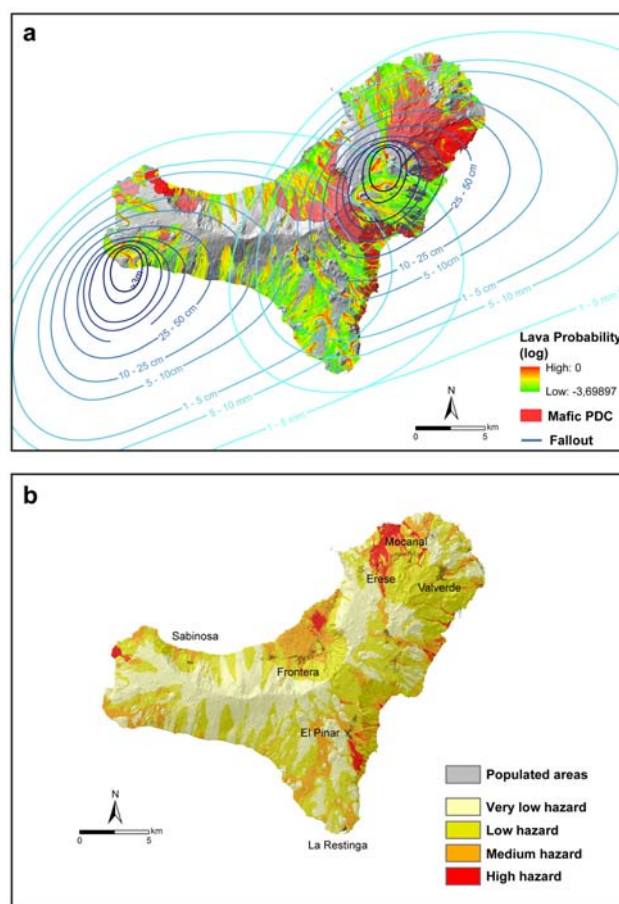 a
>3m
25 - 50 cm
10 - 25 cm
5 - 10cm
1 - 5 cm
5 - 10 mm
1 - 5 mm
25 - 50 cm
10 - 25 cm
5 - 10 cm
1 - 5 cm
5 - 10 mm
1 - 5 mm
Lava Probability
(log)
High: 0
Low: -3,69897
Mafic PDC
Fallout
N
0 5
km
b
Mocanal
Erese
Valverde
Sabinosa
Frontera
El Pinar
La Restinga
N
0 5
km
Populated areas
Very low hazard
Low hazard
Medium hazard
High hazard